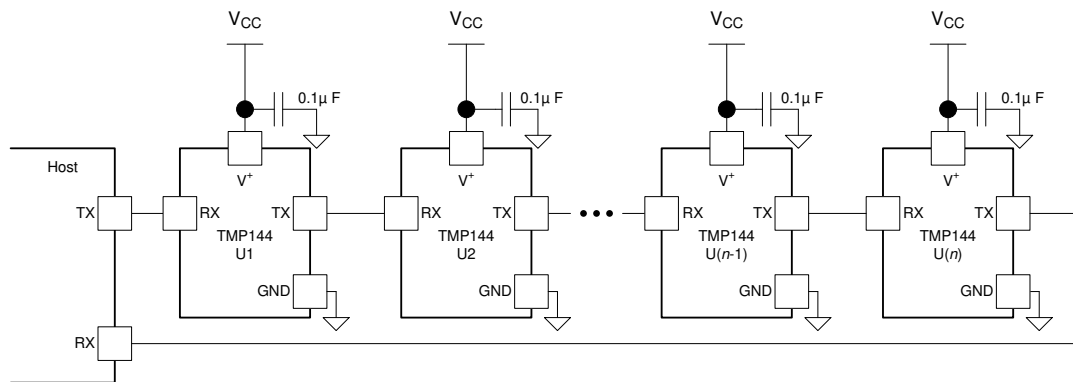 VCC VCC VCC VCC
0.1µ F 0.1µ F 0.1µ F 0.1µ F
Host
V+ V+ V+ V+
TX RX TX RX TX ••• RX TX RX TX
TMP144 TMP144 TMP144 TMP144
U1 U2 U(n-1) U(n)
GND GND GND GND
RX